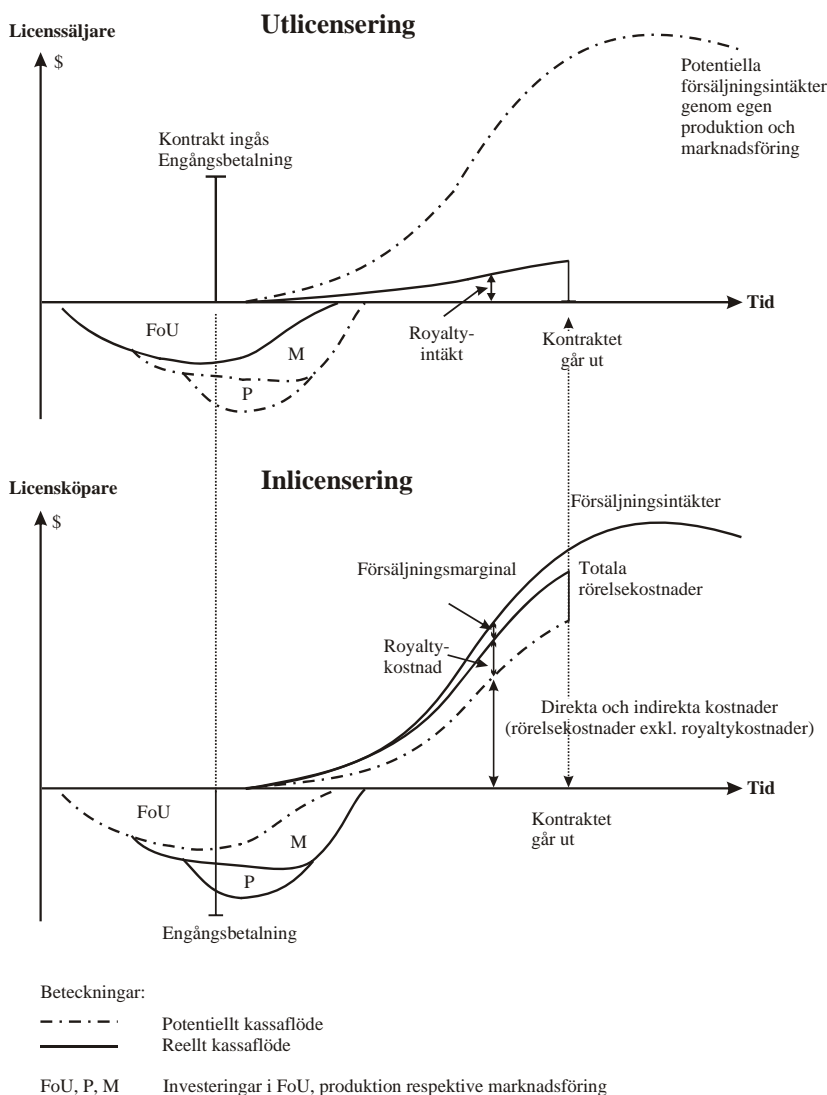 Utlicensering
Licenssäljare
$
Potentiella
försäljningsintäkter
genom egen
produktion och
marknadsföring
Kontrakt ingås
Engångsbetalning
Tid
FoU
M
P
Royalty-
intäkt
Kontraktet
går ut
Inlicensering
Licensköpare
$
Försäljningsintäkter
Försäljningsmarginal
Totala
rörelsekostnader
Royalty-
kostnad
Direkta och indirekta kostnader
(rörelsekostnader exkl. royaltykostnader)
Tid
FoU
M
P
Kontraktet
går ut
Engångsbetalning
Beteckningar:
Potentiellt kassaflöde
Reellt kassaflöde
FoU, P, M Investeringar i FoU, produktion respektive marknadsföring